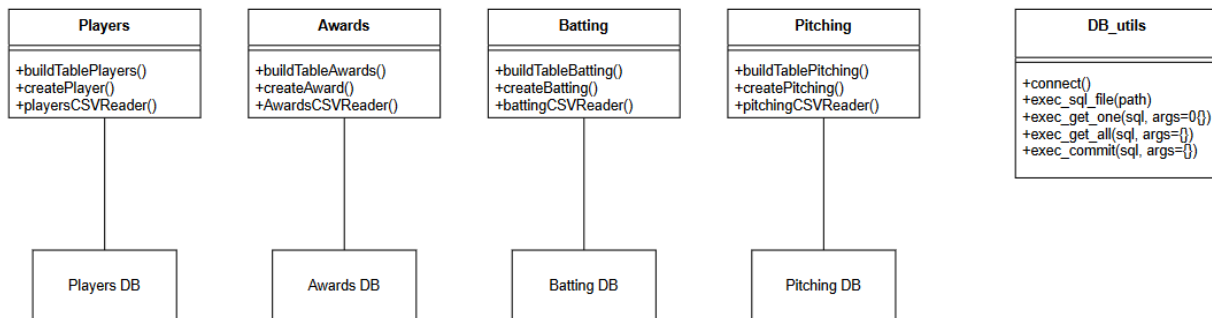 Players
+buildTablePlayers()
+createPlayer()
+playersCSVReader()
Awards
+buildTableAwards()
+createAward()
+AwardsCSVReader()
Batting
+buildTableBatting()
+createBatting()
+battingCSVReader()
Pitching
+buildTablePitching()
+createPitching()
+pitchingCSVReader()
DB_utils
+connect()
+exec_sql_file(path)
+exec_get_one(sql, args=0{})
+exec_get_all(sql, args={})
+exec_commit(sql, args={})
Players DB
Awards DB
Batting DB
Pitching DB